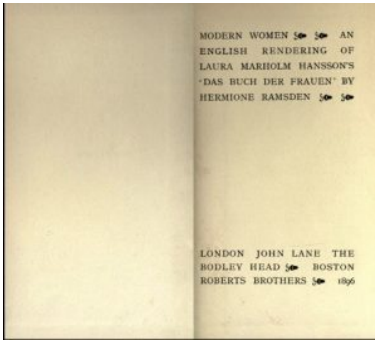 MODERN WOMEN AN
ENGLISH RENDERING OF
LAURA MARHOLM HANSSON'S
'DAS BUCH DER FRAUEN' BY
HERMIONE RAMSDEN
LONDON JOHN LANE THE
BODLEY HEAD BOSTON
ROBERTS BROTHERS 1896